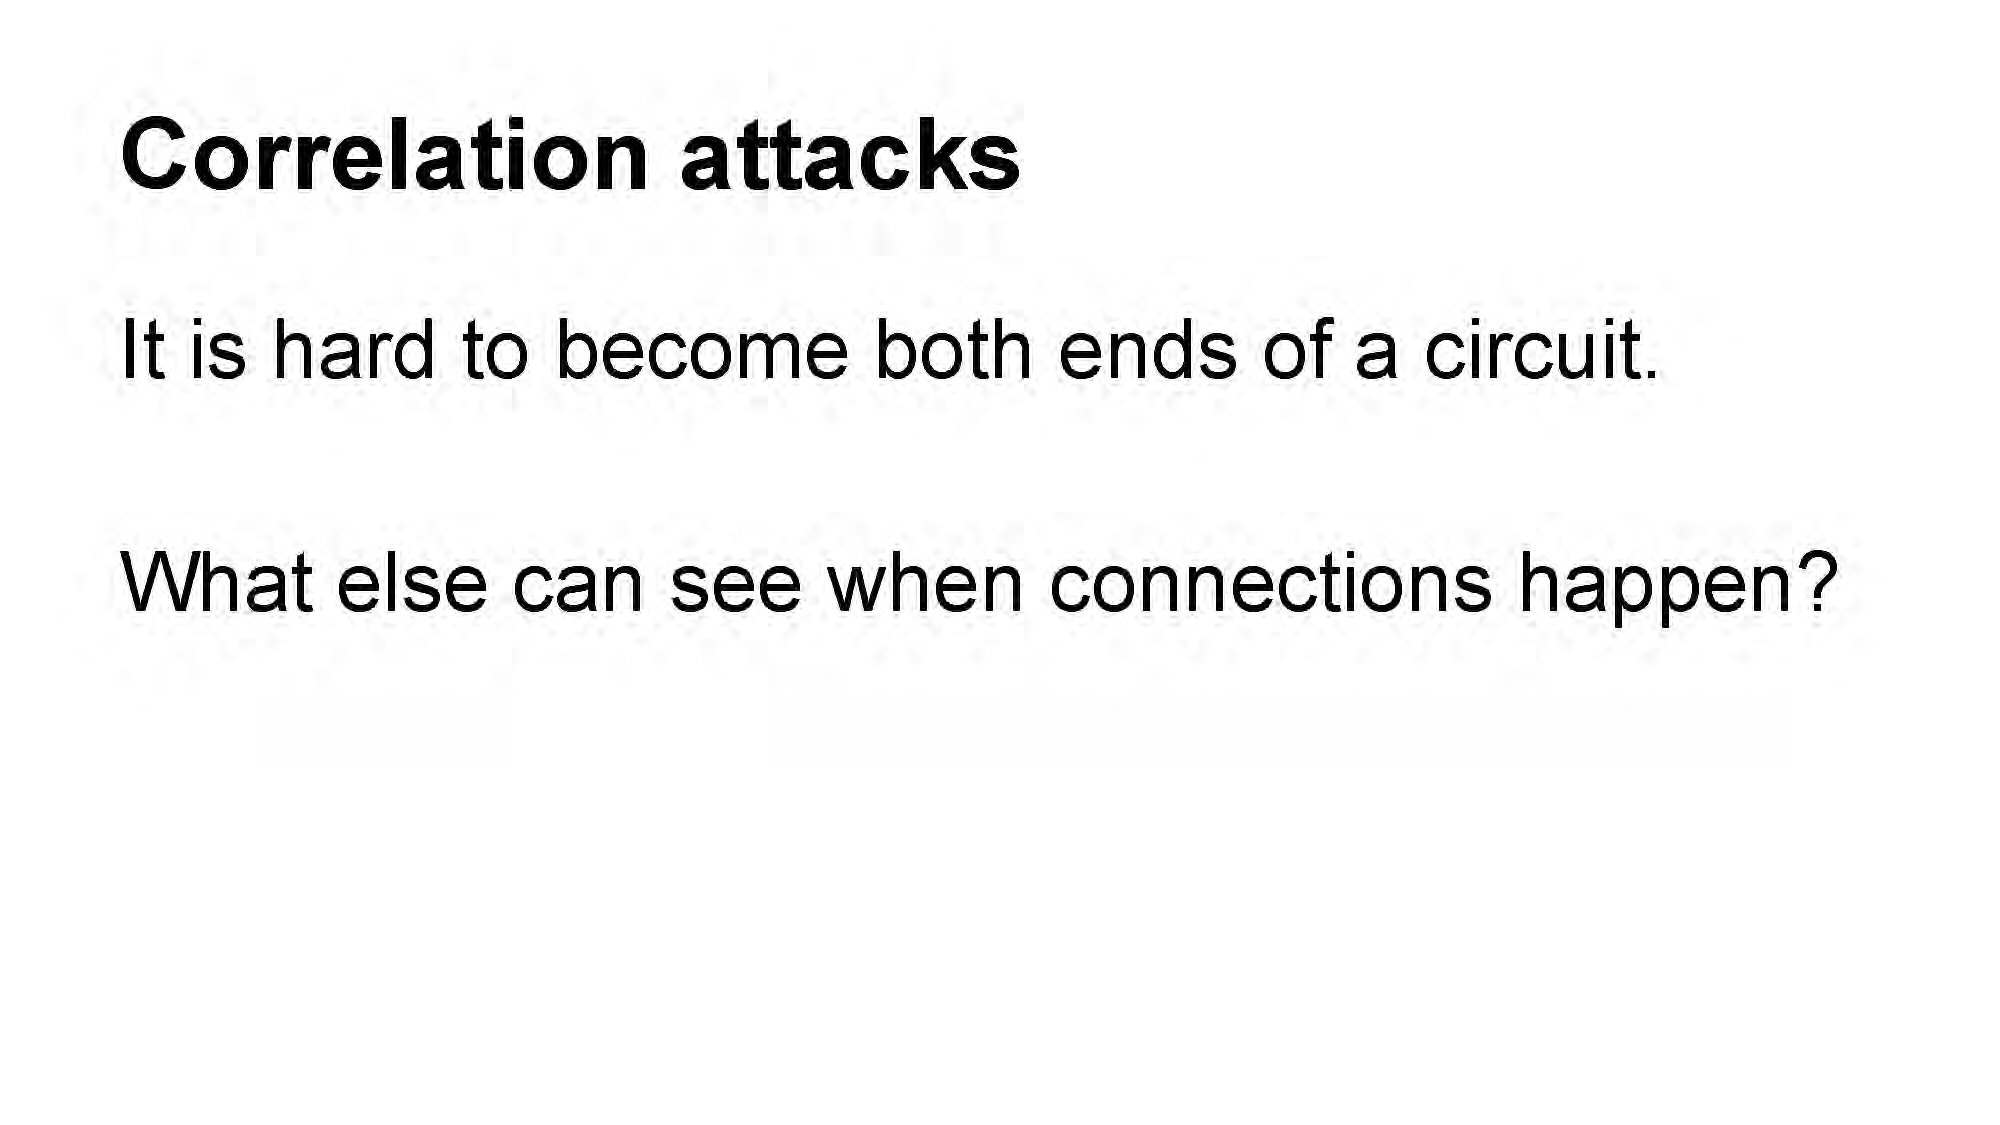 Correlation attacks
It is hard to become both ends of a circuit.
What else can see when connections happen?